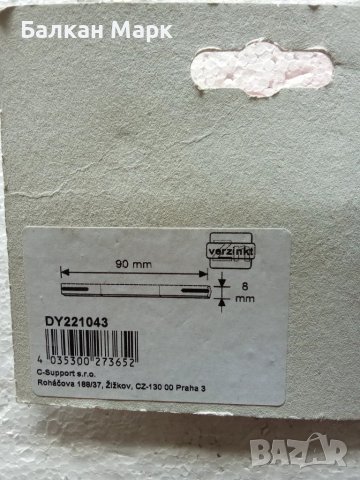 Балкан Марк
verzinkt
90 mm
8
mm
DY221043
4 035300 273652
C-Support s.r.o.
Roháčova 188/37, Žižkov, CZ-130 00 Praha 3
BAZAR